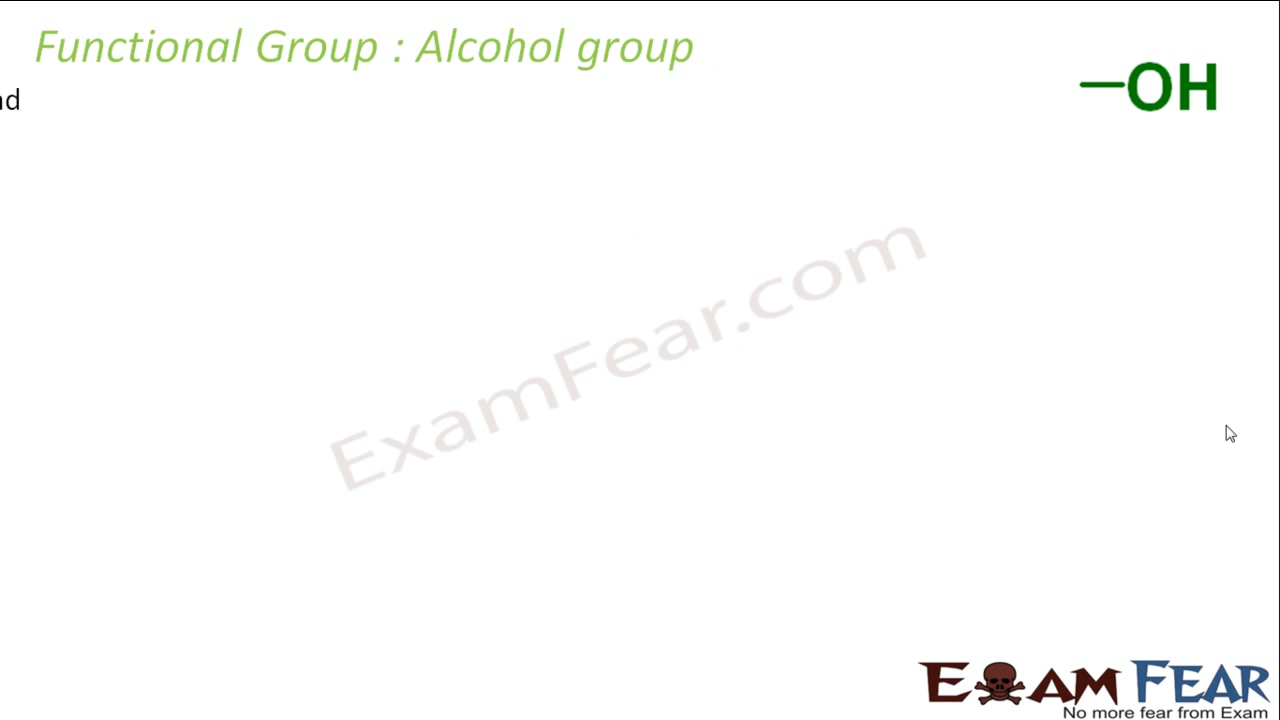 Functional Group : Alcohol group
—OH
nd
ExamFear.com
EXAM FEAR
No more fear from Exam